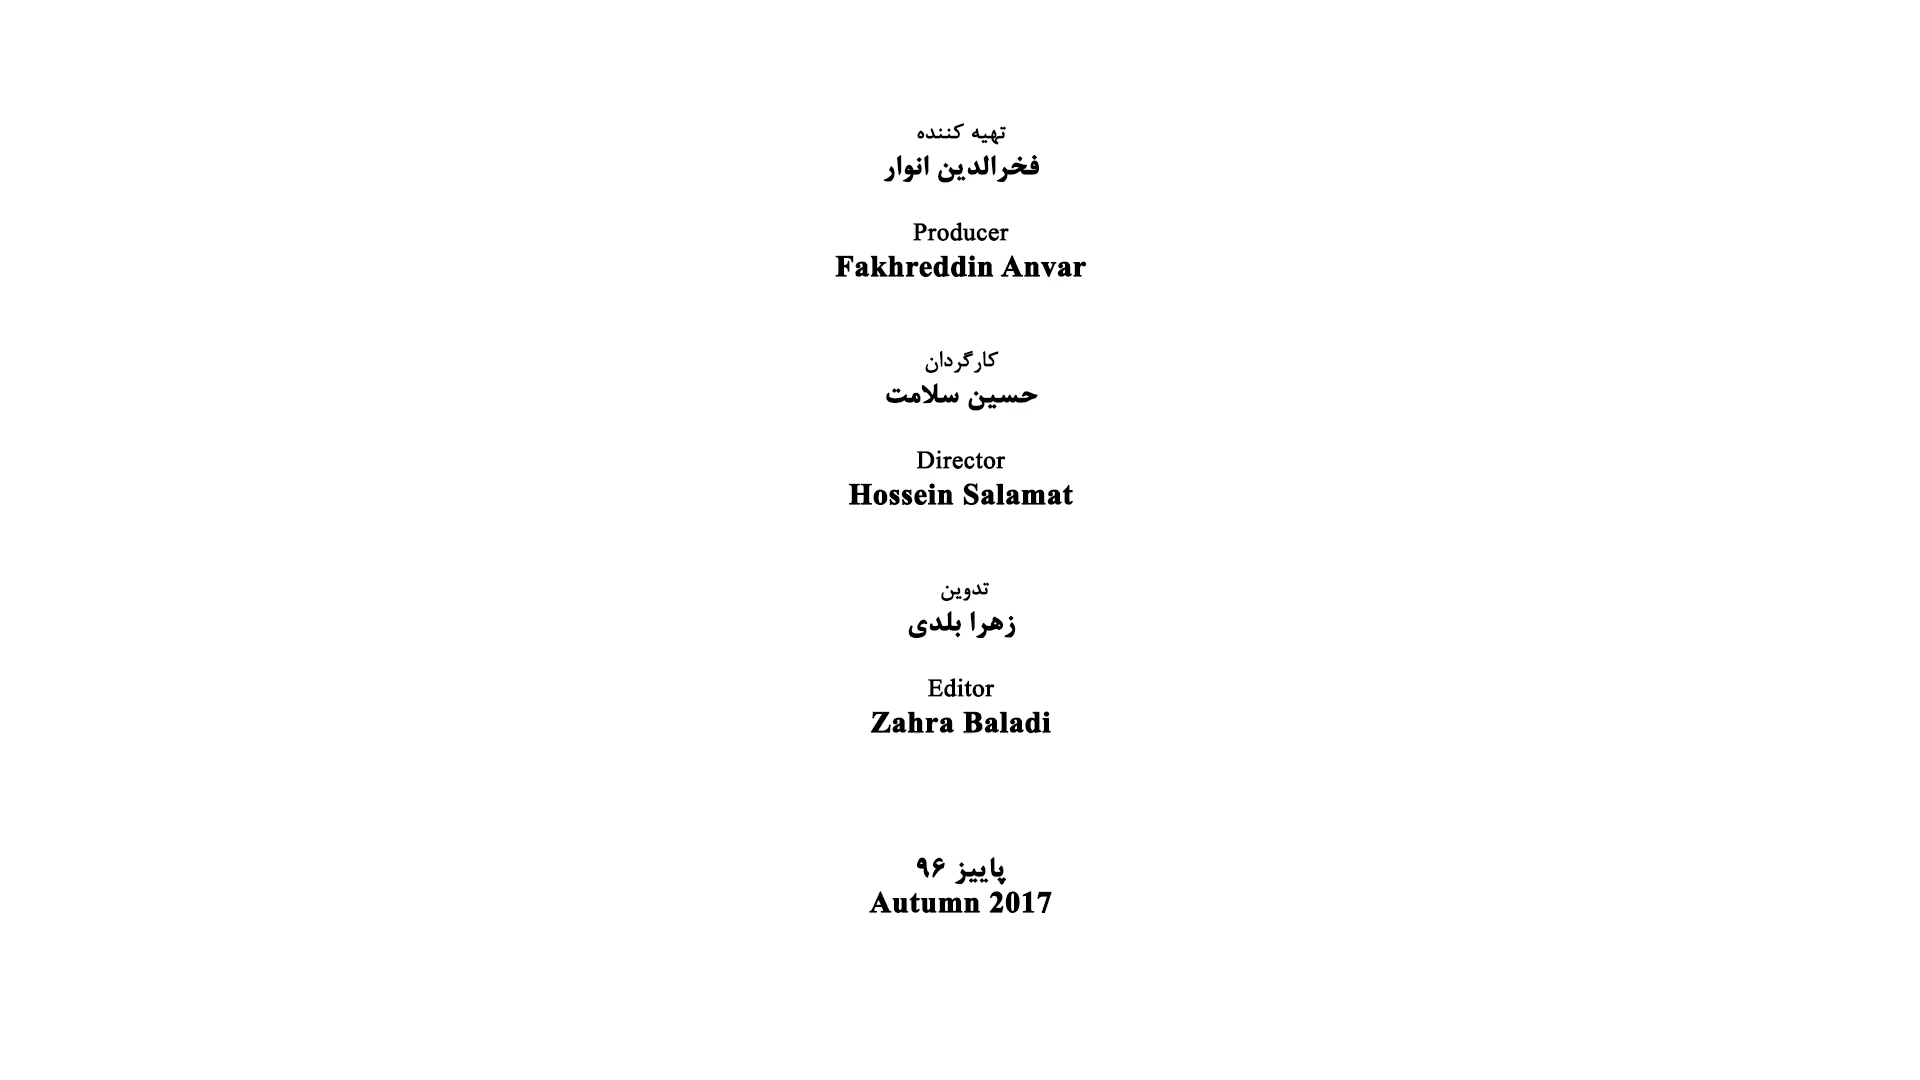 تهیه کننده
فخرالدین انوار
Producer
Fakhreddin Anvar
کارگردان
حسین سلامت
Director
Hossein Salamat
تدوین
زهرا بلدی
Editor
Zahra Baladi
پاییز ۹۶
Autumn 2017